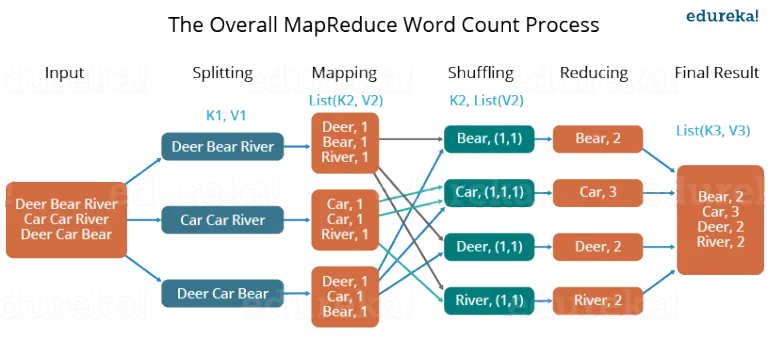 edureka!
The Overall MapReduce Word Count Process
Input
Splitting
Mapping
Shuffling
Reducing
Final Result
K1, V1
List(K2, V2)
K2, List(V2)
List(K3, V3)
Deer Bear River
Car Car River
Deer Car Bear
Deer Bear River
Car Car River
Deer Car Bear
Deer, 1
Bear, 1
River, 1
Car, 1
Car, 1
River, 1
Deer, 1
Car, 1
Bear, 1
Bear, (1,1)
Car, (1,1,1)
Deer, (1,1)
River, (1,1)
Bear, 2
Car, 3
Deer, 2
River, 2
Bear, 2
Car, 3
Deer, 2
River, 2